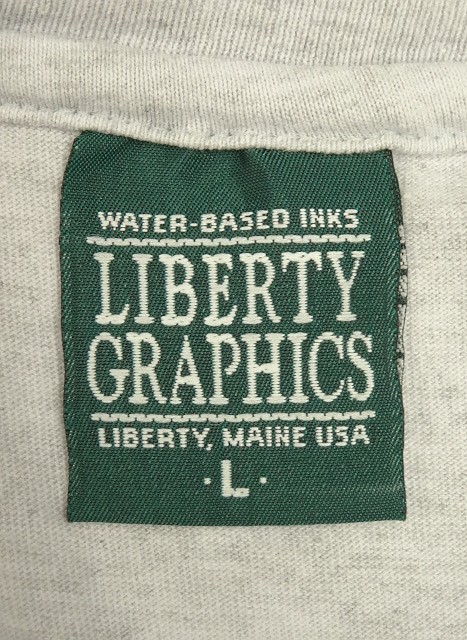 WATER-BASED INKS
LIBERTY
GRAPHICS
LIBERTY, MAINE USA
· L ·